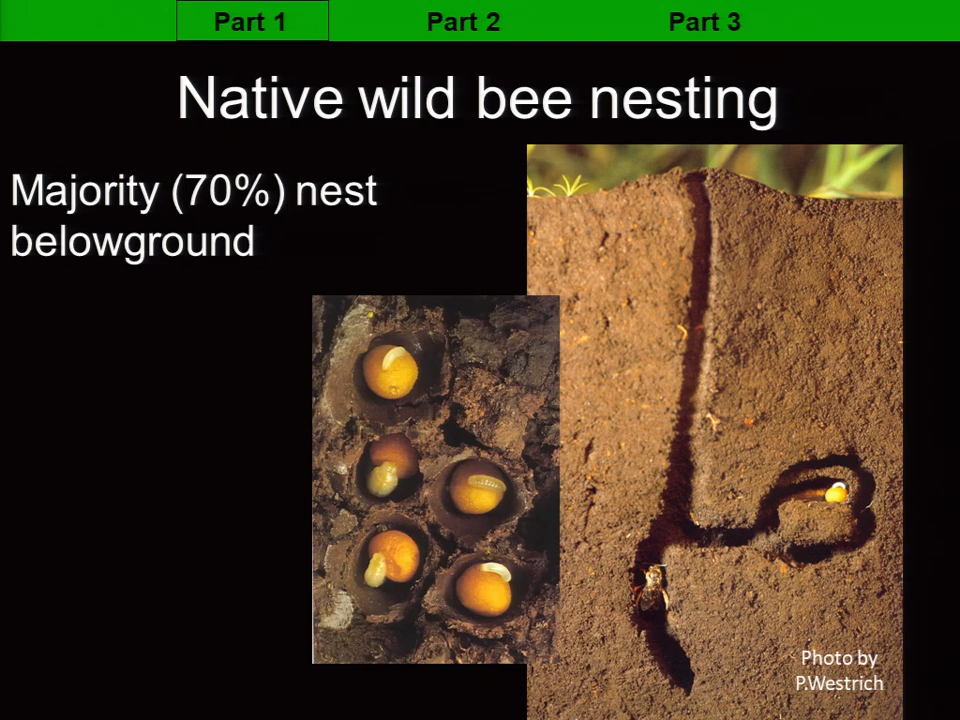 Part 1 Part 2 Part 3
Native wild bee nesting
Majority (70%) nest
belowground
Photo by
P.Westrich